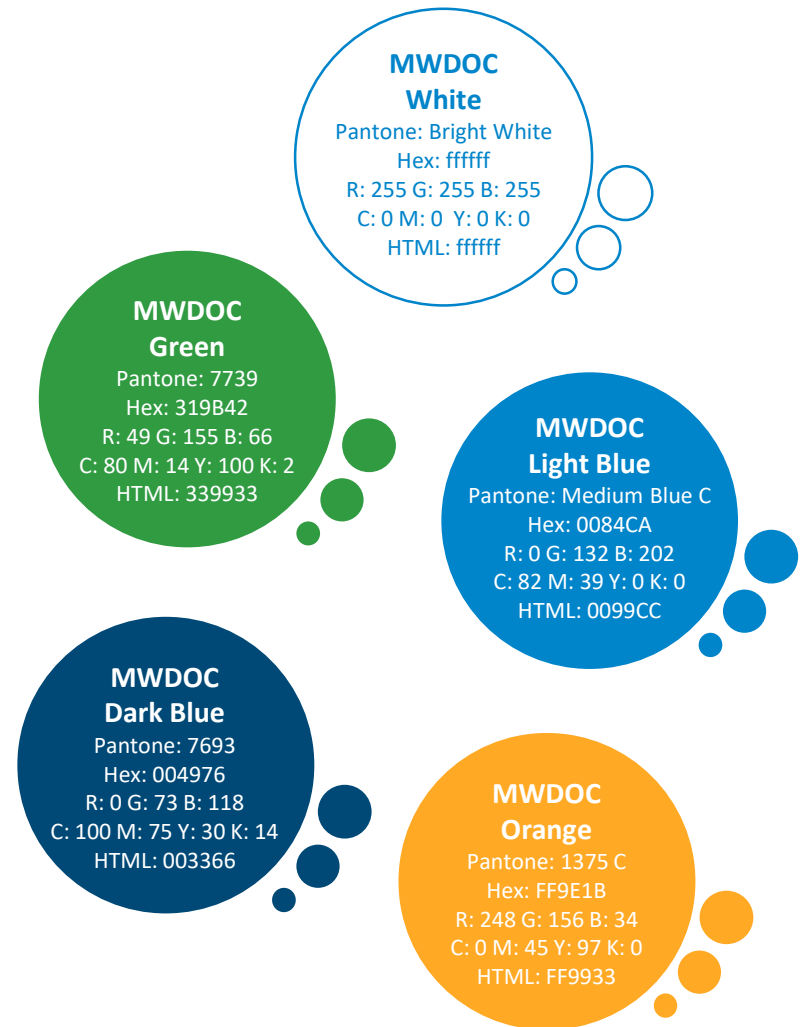 MWDOC
White
Pantone: Bright White
Hex: ffffff
R: 255 G: 255 B: 255
C: 0 M: 0  Y: 0 K: 0
HTML: ffffff
MWDOC
Green
Pantone: 7739
Hex: 319B42
R: 49 G: 155 B: 66
C: 80 M: 14 Y: 100 K: 2
HTML: 339933
MWDOC
Light Blue
Pantone: Medium Blue C
Hex: 0084CA
R: 0 G: 132 B: 202
C: 82 M: 39 Y: 0 K: 0
HTML: 0099CC
MWDOC
Dark Blue
Pantone: 7693
Hex: 004976
R: 0 G: 73 B: 118
C: 100 M: 75 Y: 30 K: 14
HTML: 003366
MWDOC
Orange
Pantone: 1375 C
Hex: FF9E1B
R: 248 G: 156 B: 34
C: 0 M: 45 Y: 97 K: 0
HTML: FF9933